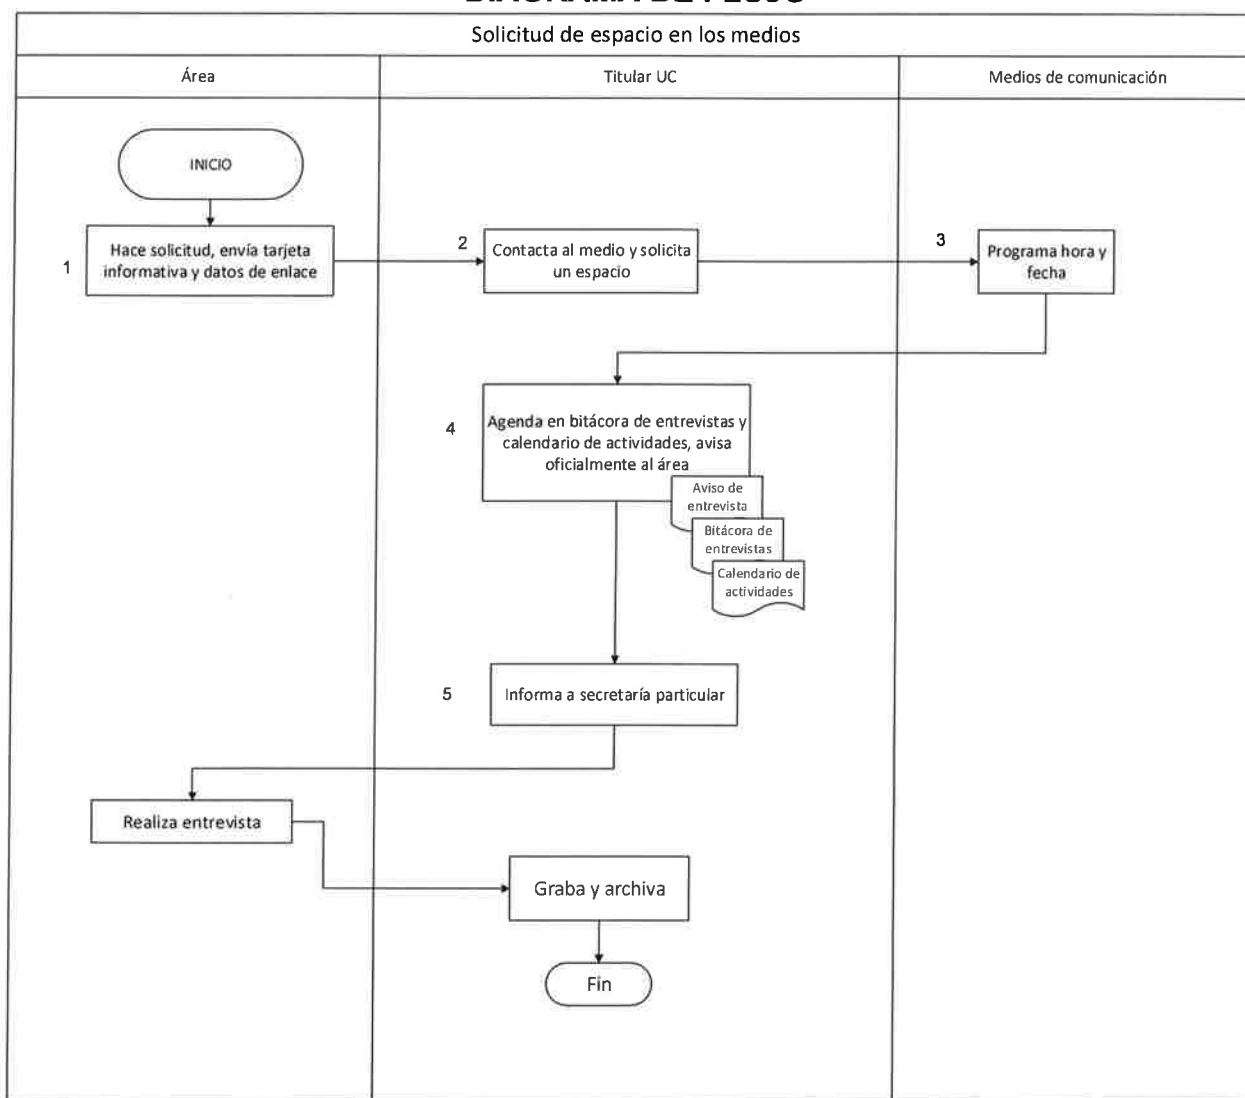 Solicitud de espacio en los medios
Área
Titular UC
Medios de comunicación
INICIO
1
Hace solicitud, envía tarjeta
informativa y datos de enlace
2
Contacta al medio y solicita
un espacio
3
Programa hora y
fecha
4
Agenda en bitácora de entrevistas y
calendario de actividades, avisa
oficialmente al área
Aviso de
entrevista
Bitácora de
entrevistas
Calendario de
actividades
5
Informa a secretaría particular
Realiza entrevista
Graba y archiva
Fin